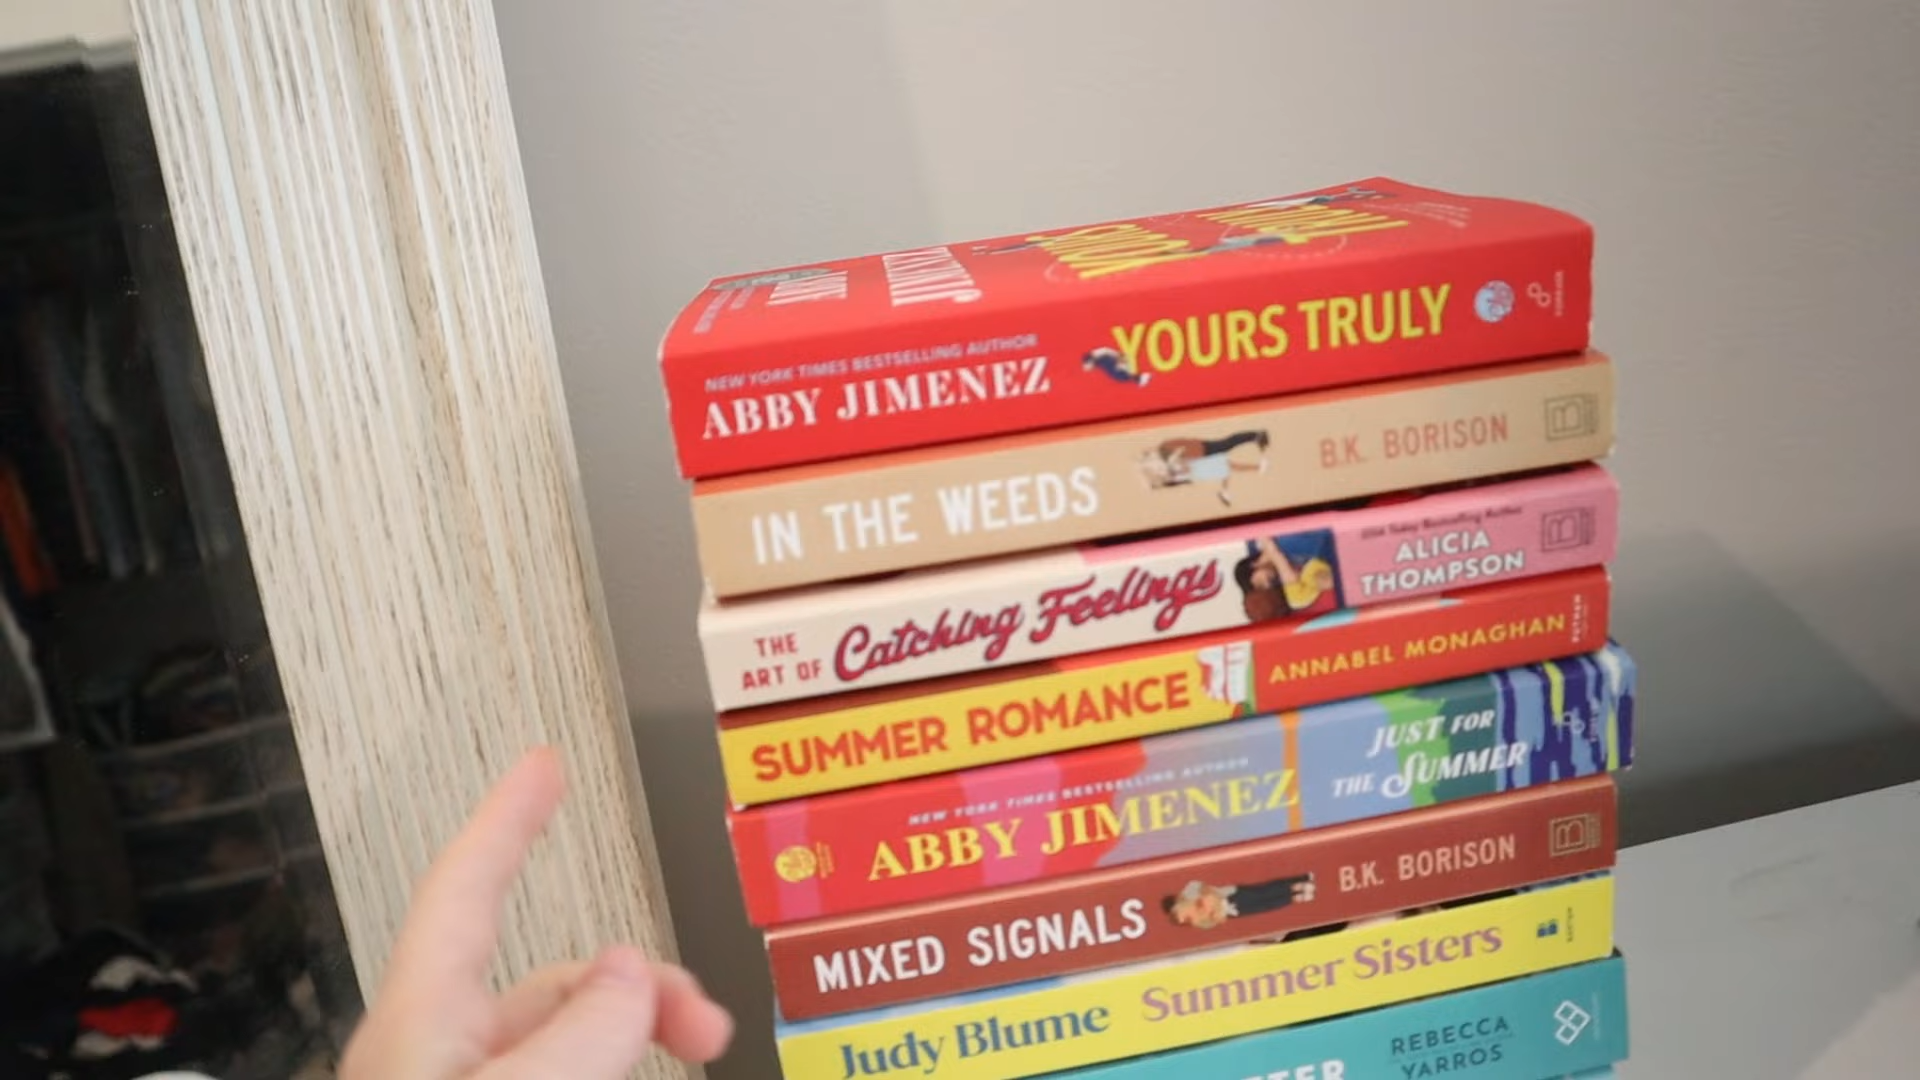 NEW YORK TIMES BESTSELLING AUTHOR
ABBY JIMENEZ YOURS TRULY
IN THE WEEDS B.K. BORISON
THE ART OF Catching Feelings
ALICIA THOMPSON
SUMMER ROMANCE ANNABEL MONAGHAN PUTNAM
NEW YORK TIMES BESTSELLING AUTHOR
ABBY JIMENEZ
JUST FOR
THE SUMMER
MIXED SIGNALS B.K. BORISON
Judy Blume Summer Sisters
REBECCA
YARROS